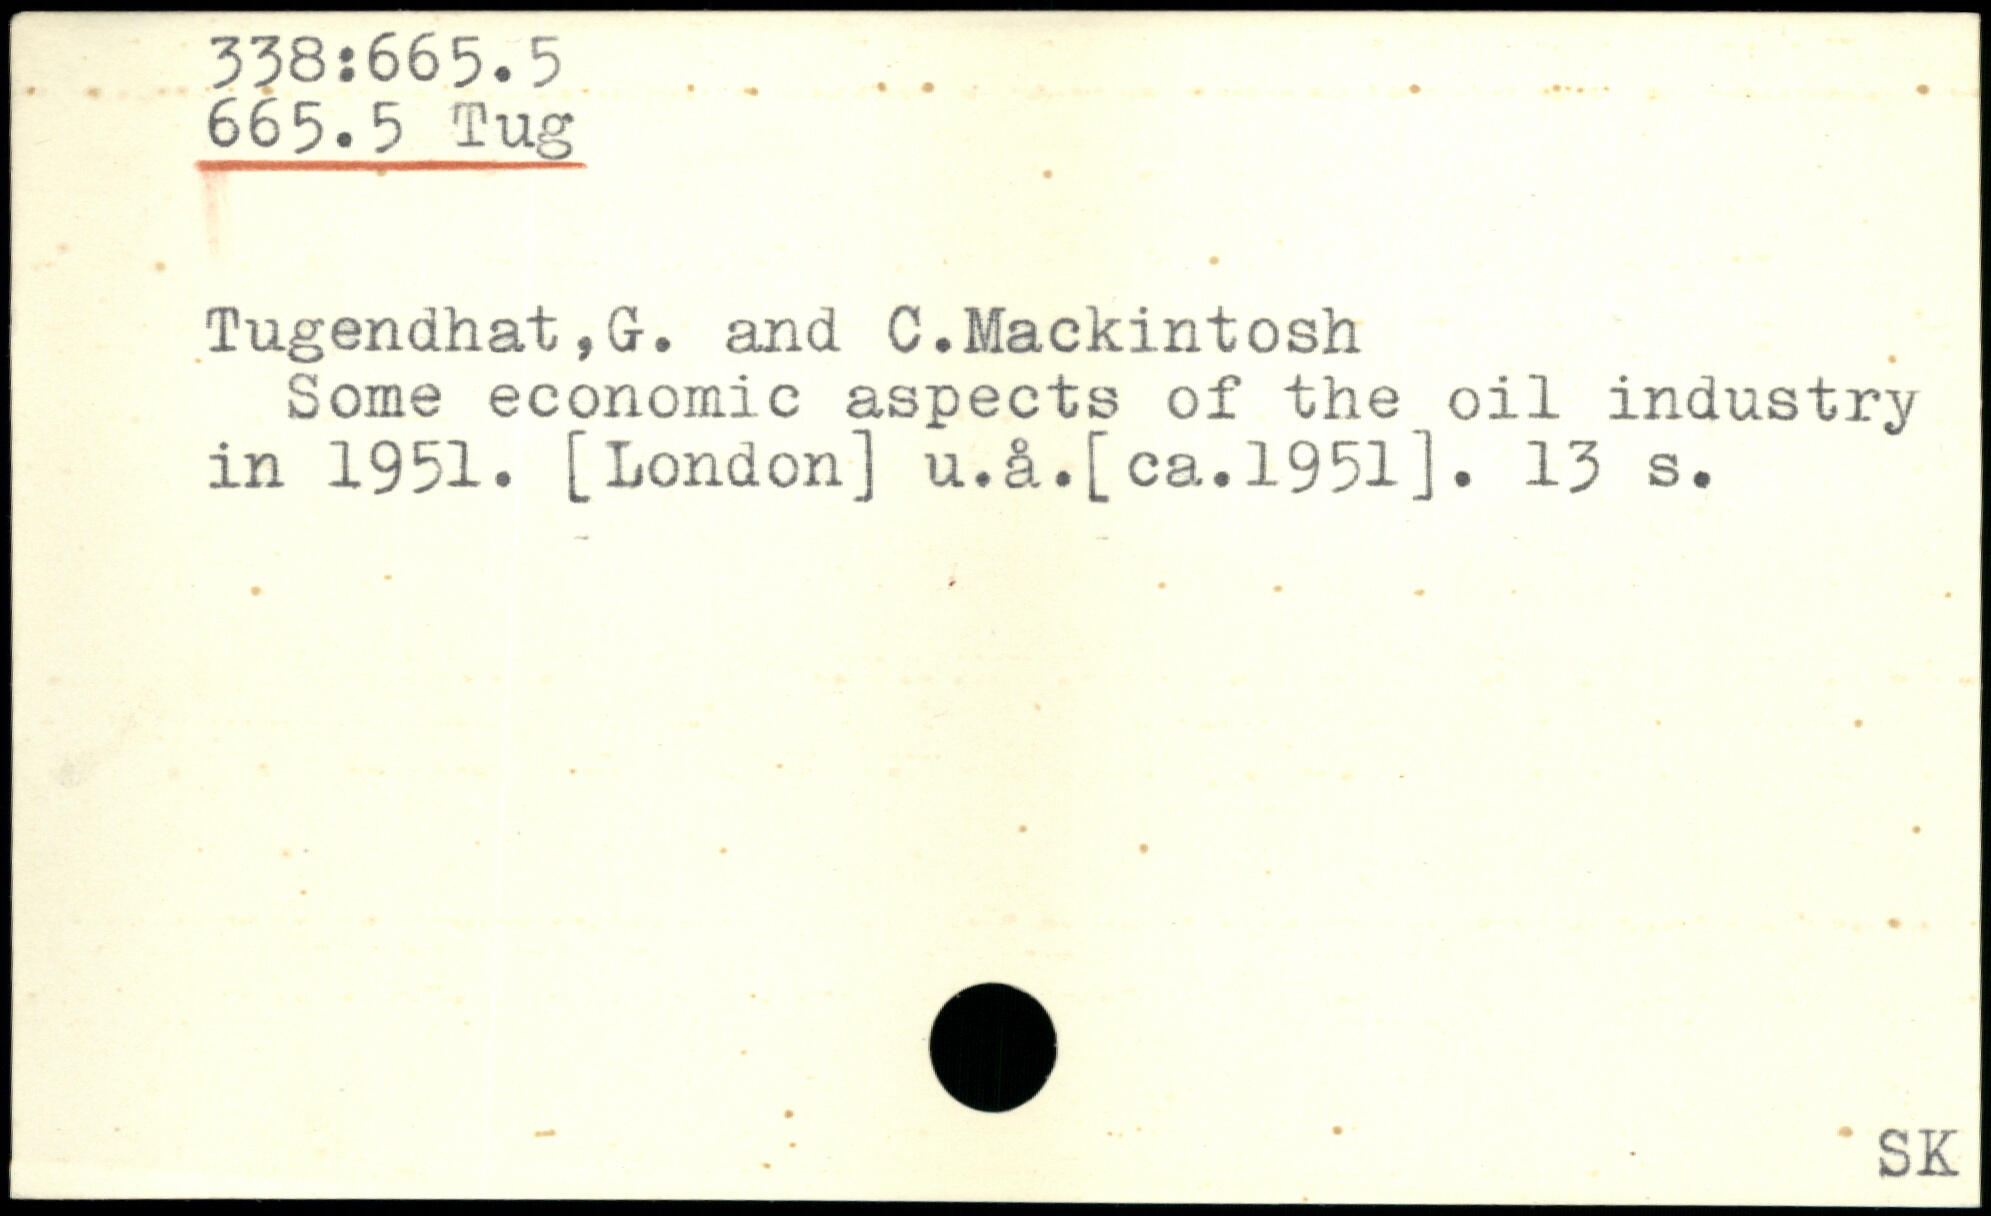 338:665.5
665.5 Tug
Tugendhat,G. and C.Mackintosh
Some economic aspects of the oil industry
in 1951. [London] u.å.[ca.1951]. 13 s.
SK